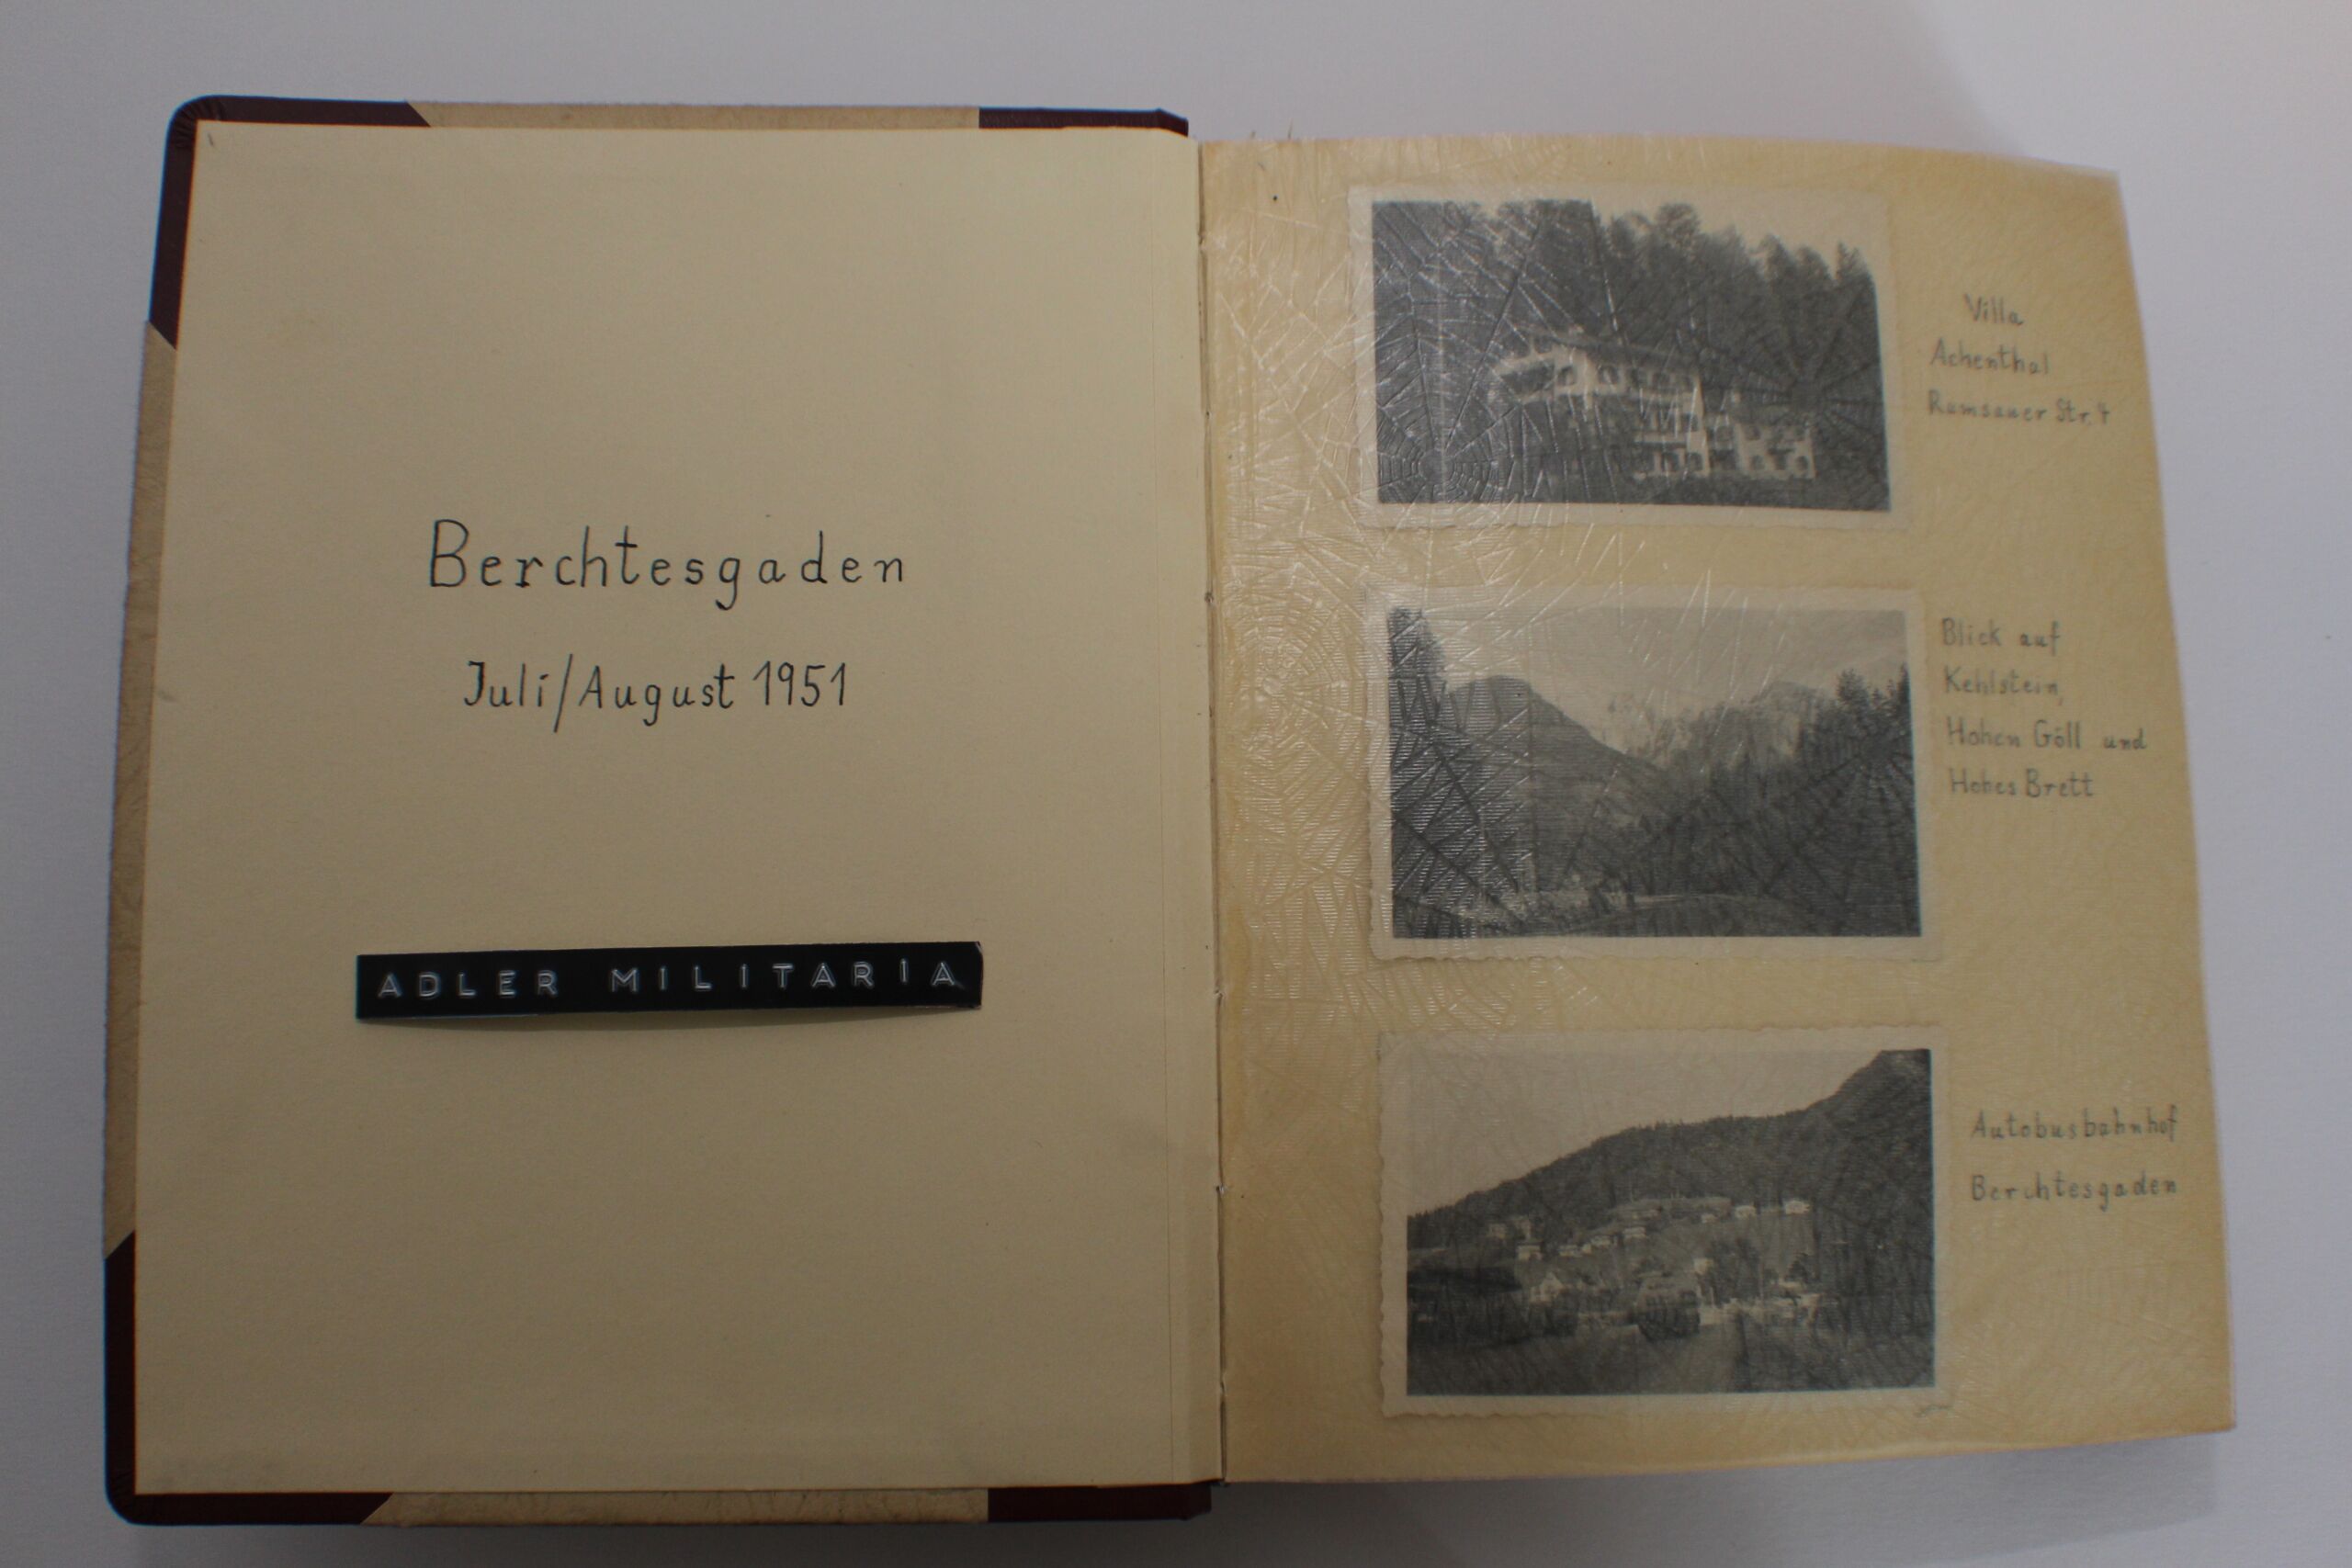 Berchtesgaden
Juli/August 1951
ADLER MILITARIA
Villa
Achenthal
Ramsauer Str. 4
Blick auf
Kehlstein,
Hohen Göll und
Hohes Brett
Autobusbahnhof
Berchtesgaden